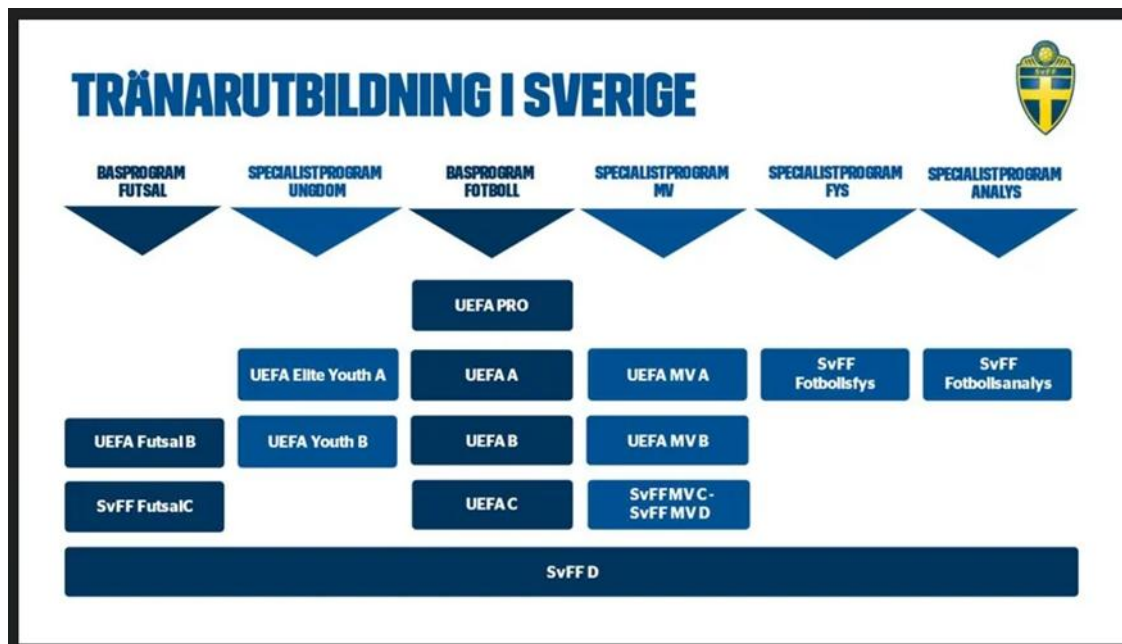 SvFF
TRÄNARUTBILDNING I SVERIGE
BASPROGRAM
FUTSAL
SPECIALISTPROGRAM
UNGDOM
BASPROGRAM
FOTBOLL
SPECIALISTPROGRAM
MV
SPECIALISTPROGRAM
FYS
SPECIALISTPROGRAM
ANALYS
UEFA PRO
UEFA Elite Youth A
UEFA A
UEFA MV A
SvFF
Fotbollsfys
SvFF
Fotbollsanalys
UEFA Futsal B
UEFA Youth B
UEFA B
UEFA MV B
SvFF FutsalC
UEFA C
SvFF MV C-
SvFF MV D
SvFF D